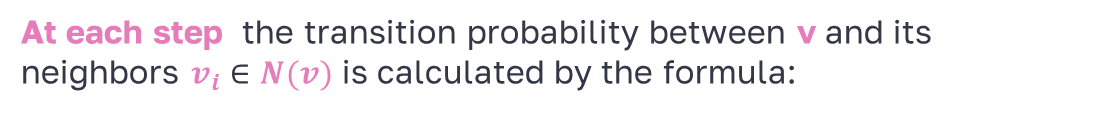 At each step the transition probability between v and its
neighbors vᵢ ∈ N(v) is calculated by the formula: